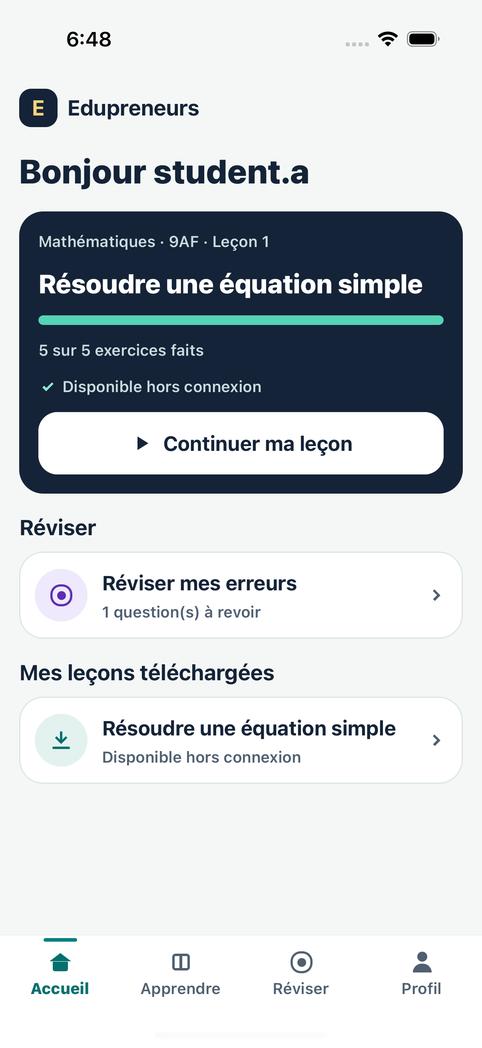 6:48
E Edupreneurs
Bonjour student.a
Mathématiques · 9AF · Leçon 1
Résoudre une équation simple
5 sur 5 exercices faits
Disponible hors connexion
Continuer ma leçon
Réviser
Réviser mes erreurs
1 question(s) à revoir
Mes leçons téléchargées
Résoudre une équation simple
Disponible hors connexion
Accueil Apprendre Réviser Profil